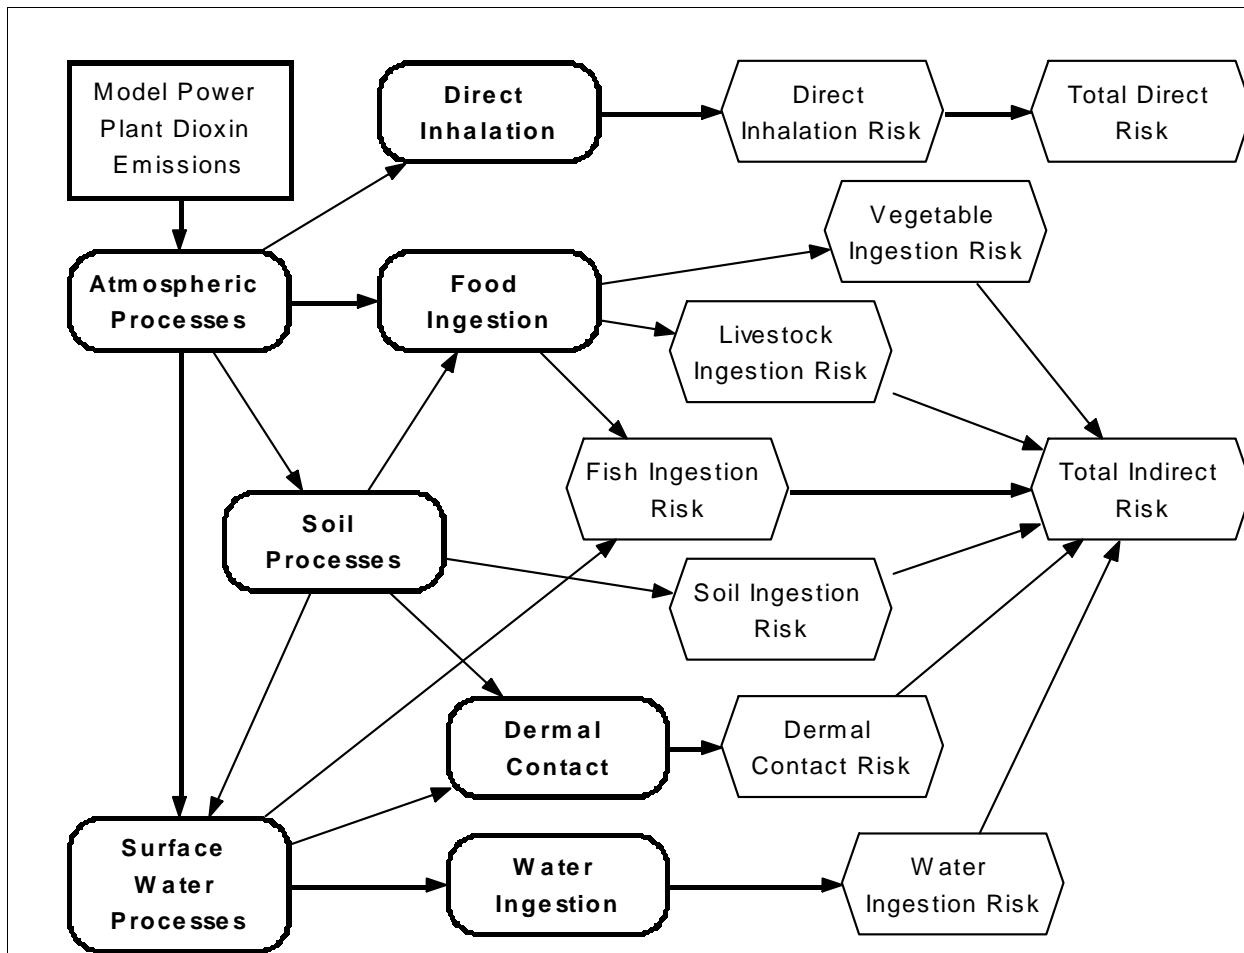 Model Power
Plant Dioxin
Emissions
Direct
Inhalation
Direct
Inhalation Risk
Total Direct
Risk
Vegetable
Ingestion Risk
Atmospheric
Processes
Food
Ingestion
Livestock
Ingestion Risk
Fish Ingestion
Risk
Total Indirect
Risk
Soil
Processes
Soil Ingestion
Risk
Dermal
Contact
Dermal
Contact Risk
Surface
Water
Processes
Water
Ingestion
Water
Ingestion Risk